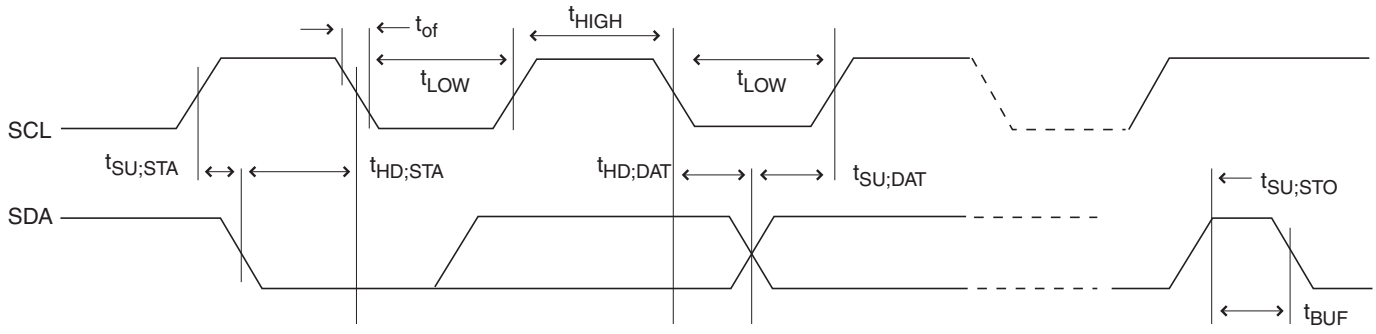 t_of
t_HIGH
t_LOW
t_LOW
SCL
t_SU;STA
t_HD;STA
t_HD;DAT
t_SU;DAT
t_SU;STO
SDA
t_BUF